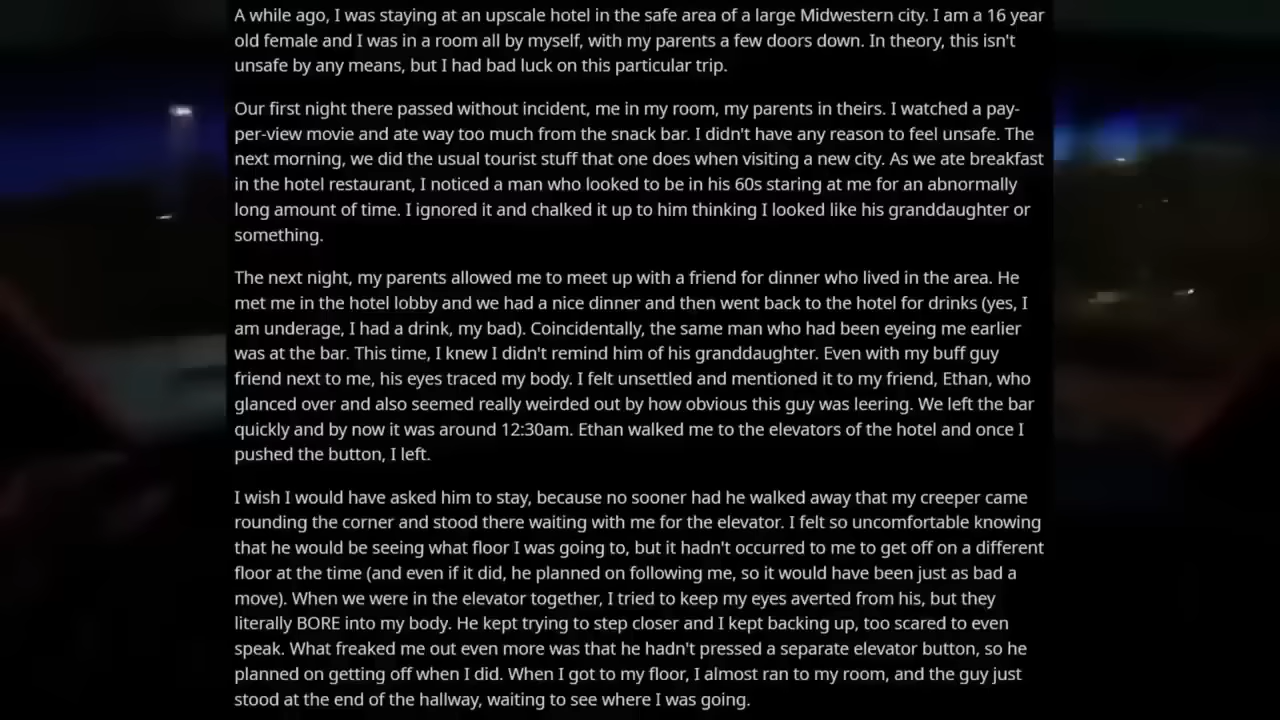 A while ago, I was staying at an upscale hotel in the safe area of a large Midwestern city. I am a 16 year
old female and I was in a room all by myself, with my parents a few doors down. In theory, this isn't
unsafe by any means, but I had bad luck on this particular trip.
Our first night there passed without incident, me in my room, my parents in theirs. I watched a pay-
per-view movie and ate way too much from the snack bar. I didn't have any reason to feel unsafe. The
next morning, we did the usual tourist stuff that one does when visiting a new city. As we ate breakfast
in the hotel restaurant, I noticed a man who looked to be in his 60s staring at me for an abnormally
long amount of time. I ignored it and chalked it up to him thinking I looked like his granddaughter or
something.
The next night, my parents allowed me to meet up with a friend for dinner who lived in the area. He
met me in the hotel lobby and we had a nice dinner and then went back to the hotel for drinks (yes, I
am underage, I had a drink, my bad). Coincidentally, the same man who had been eyeing me earlier
was at the bar. This time, I knew I didn't remind him of his granddaughter. Even with my buff guy
friend next to me, his eyes traced my body. I felt unsettled and mentioned it to my friend, Ethan, who
glanced over and also seemed really weirded out by how obvious this guy was leering. We left the bar
quickly and by now it was around 12:30am. Ethan walked me to the elevators of the hotel and once I
pushed the button, I left.
I wish I would have asked him to stay, because no sooner had he walked away that my creeper came
rounding the corner and stood there waiting with me for the elevator. I felt so uncomfortable knowing
that he would be seeing what floor I was going to, but it hadn't occurred to me to get off on a different
floor at the time (and even if it did, he planned on following me, so it would have been just as bad a
move). When we were in the elevator together, I tried to keep my eyes averted from his, but they
literally BORE into my body. He kept trying to step closer and I kept backing up, too scared to even
speak. What freaked me out even more was that he hadn't pressed a separate elevator button, so he
planned on getting off when I did. When I got to my floor, I almost ran to my room, and the guy just
stood at the end of the hallway, waiting to see where I was going.